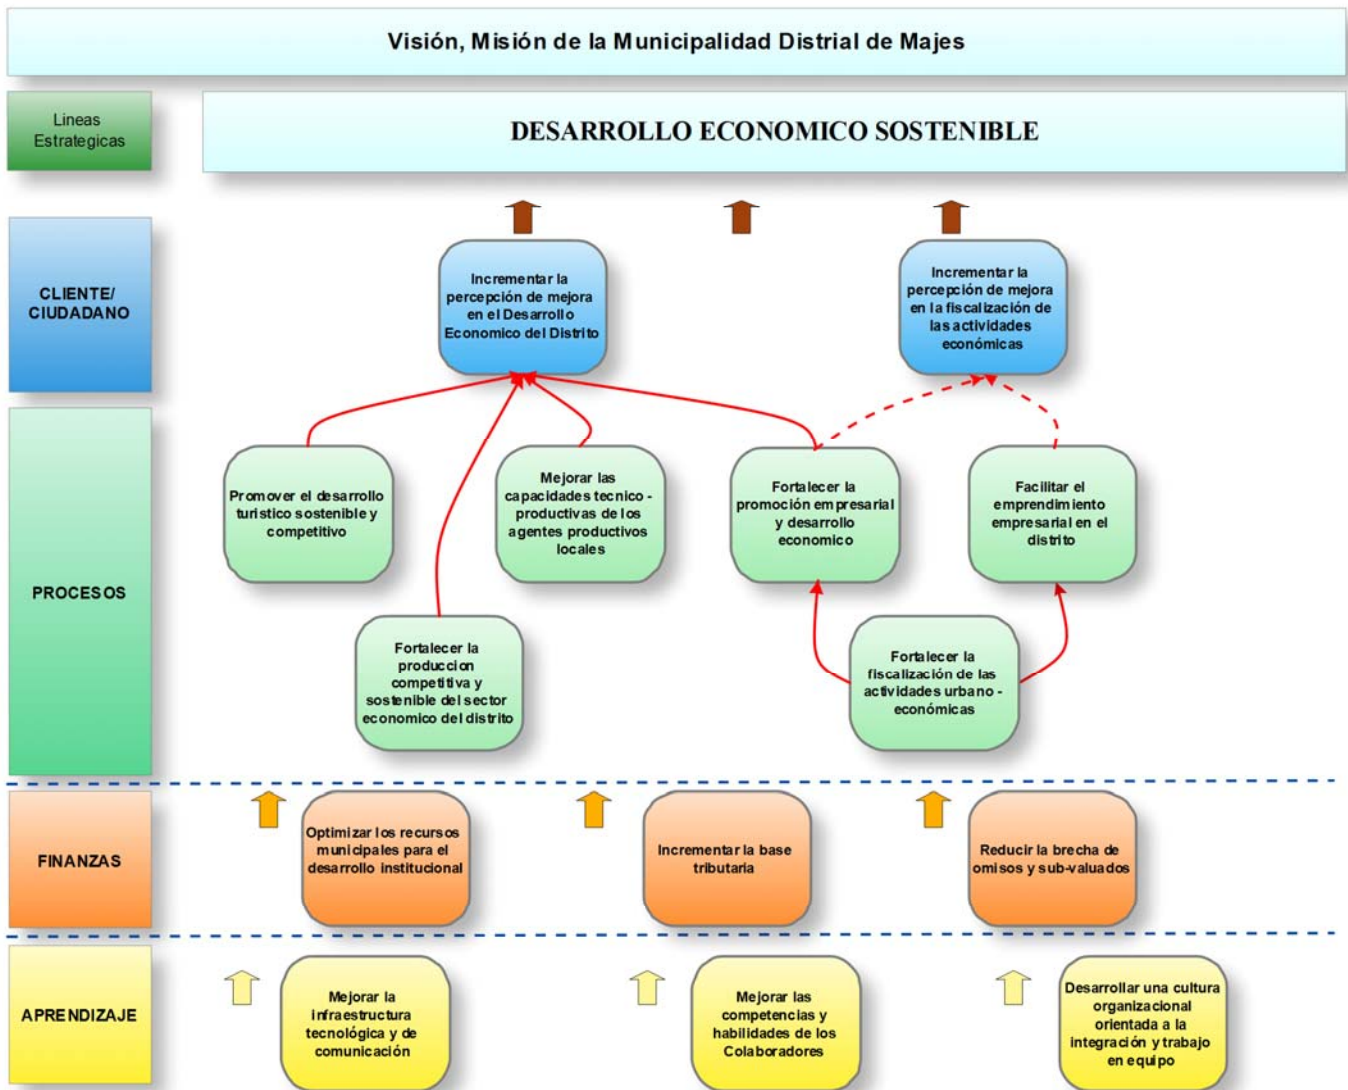 Visión, Misión de la Municipalidad Distrial de Majes
Lineas
Estrategicas
DESARROLLO ECONOMICO SOSTENIBLE
CLIENTE/
CIUDADANO
Incrementar la
percepción de mejora
en el Desarrollo
Economico del Distrito
Incrementar la
percepción de mejora
en la fiscalización de
las actividades
económicas
PROCESOS
Promover el desarrollo
turistico sostenible y
competitivo
Mejorar las
capacidades tecnico -
productivas de los
agentes productivos
locales
Fortalecer la
promoción empresarial
y desarrollo
economico
Facilitar el
emprendimiento
empresarial en el
distrito
Fortalecer la
produccion
competitiva y
sostenible del sector
economico del distrito
Fortalecer la
fiscalización de las
actividades urbano -
económicas
FINANZAS
Optimizar los recursos
municipales para el
desarrollo institucional
Incrementar la base
tributaria
Reducir la brecha de
omisos y sub-valuados
APRENDIZAJE
Mejorar la
infraestructura
tecnológica y de
comunicación
Mejorar las
competencias y
habilidades de los
Colaboradores
Desarrollar una cultura
organizacional
orientada a la
integración y trabajo
en equipo